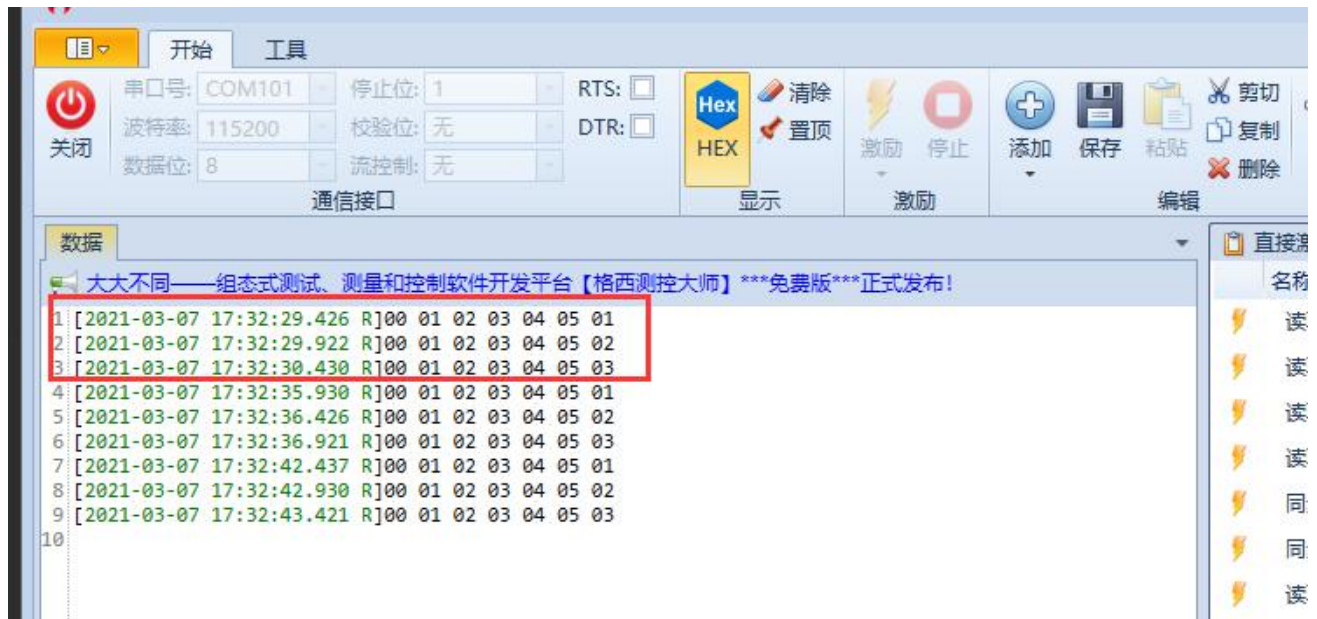 开始 工具
串口号: COM101 停止位: 1 RTS:
波特率: 115200 校验位: 无 DTR:
数据位: 8 流控制: 无
关闭
Hex
HEX
清除
置顶
激励 停止
添加 保存 粘贴
剪切
复制
删除
通信接口 显示 激励 编辑
数据
直接激
大大不同——组态式测试、测量和控制软件开发平台【格西测控大师】***免费版***正式发布!
名称
1 [2021-03-07 17:32:29.426 R]00 01 02 03 04 05 01
2 [2021-03-07 17:32:29.922 R]00 01 02 03 04 05 02
3 [2021-03-07 17:32:30.430 R]00 01 02 03 04 05 03
4 [2021-03-07 17:32:35.930 R]00 01 02 03 04 05 01
5 [2021-03-07 17:32:36.426 R]00 01 02 03 04 05 02
6 [2021-03-07 17:32:36.921 R]00 01 02 03 04 05 03
7 [2021-03-07 17:32:42.437 R]00 01 02 03 04 05 01
8 [2021-03-07 17:32:42.930 R]00 01 02 03 04 05 02
9 [2021-03-07 17:32:43.421 R]00 01 02 03 04 05 03
10
读
读
读
读
同
同
读